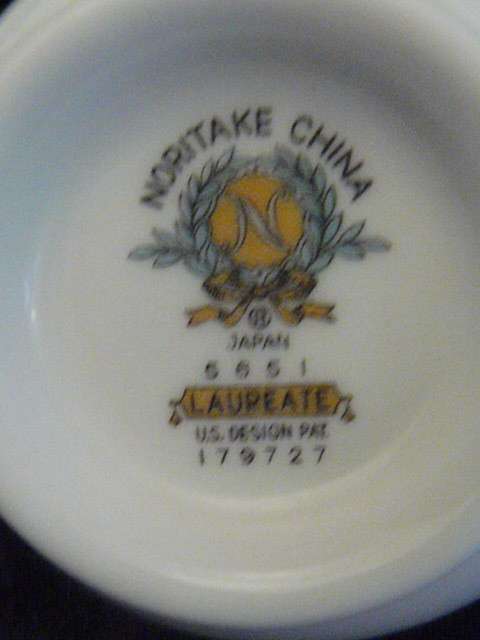 NORITAKE CHINA
N
JAPAN
5651
LAUREATE
U.S. DESIGN PAT.
179727